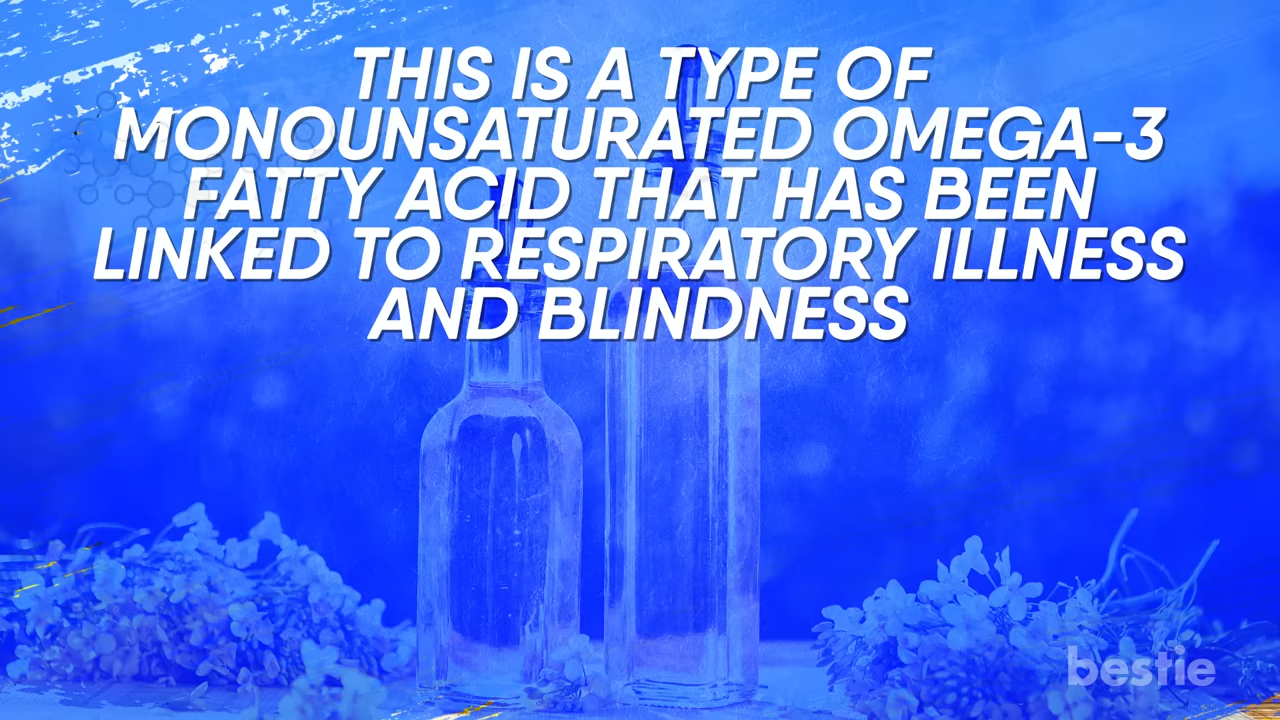 THIS IS A TYPE OF
MONOUNSATURATED OMEGA-3
FATTY ACID THAT HAS BEEN
LINKED TO RESPIRATORY ILLNESS
AND BLINDNESS
bestie